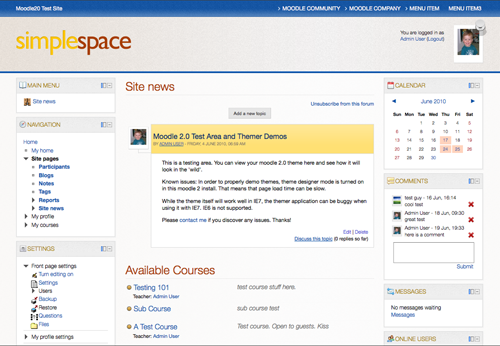 Moodle20 Test Site
> MOODLE COMMUNITY > MOODLE COMPANY > MENU ITEM MENU ITEM3
You are logged in as
Admin User (Logout)
simplespace
MAIN MENU
Site news
NAVIGATION
Home
My home
Site pages
Participants
Blogs
Notes
Tags
Reports
Site news
My profile
My courses
SETTINGS
Front page settings
Turn editing on
Settings
Users
Backup
Restore
Questions
Files
My profile settings
Site news
Unsubscribe from this forum
Add a new topic
Moodle 2.0 Test Area and Themer Demos
BY ADMIN USER - FRIDAY, 4 JUNE 2010, 08:59 AM
This is a testing area. You can view your moodle 2.0 theme here and see how it will
look in the 'wild'.
Known issues: In order to properly demo themes, theme designer mode is turned on
in this moodle 2 install. That means that page load time can be slow.
While the theme itself will work well in IE7, the themer application can be buggy when
using it with IE7. IE6 is not supported.
Please contact me if you discover any issues. Thanks!
Edit | Delete
Discuss this topic (0 replies so far)
Available Courses
Testing 101 test course stuff here.
Teacher: Admin User
Sub Course sub course test
A Test Course Test course. Open to guests. Kiss
Teacher: Admin User
CALENDAR
June 2010
Sun Mon Tue Wed Thu Fri Sat
1 2 3 4 5
6 7 8 9 10 11 12
13 14 15 16 17 18 19
20 21 22 23 24 25 26
27 28 29 30
COMMENTS
test guy - 16 Jun, 16:14
cool test
Admin User - 18 Jun, 09:30
great test
Admin User - 19 Jun, 09:33
here is a comment
Submit
MESSAGES
No messages waiting
Messages
ONLINE USERS